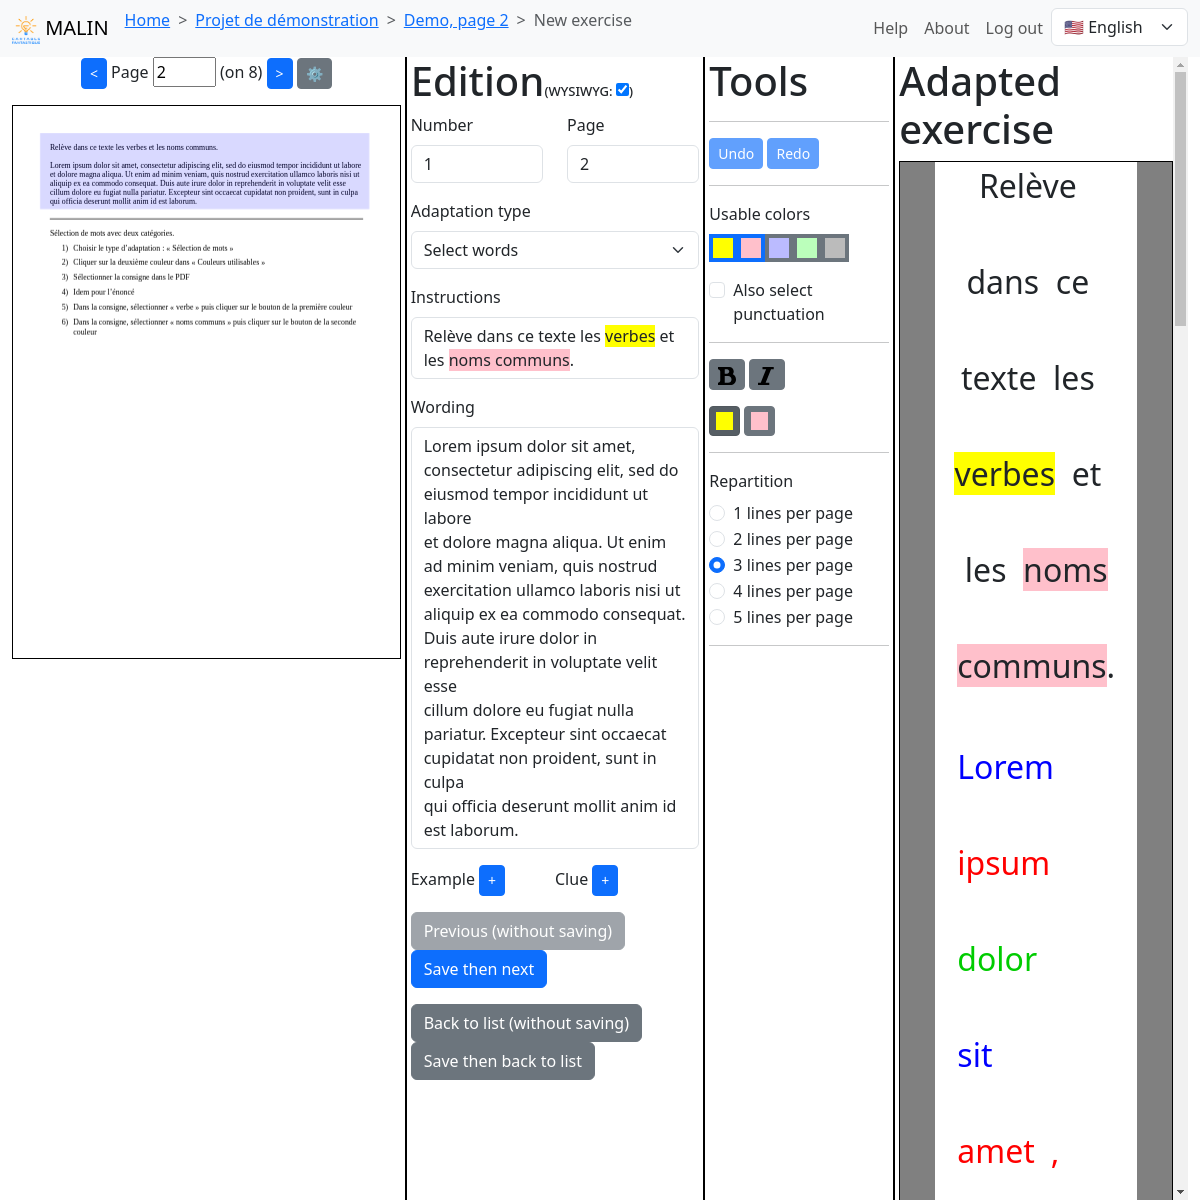 MALIN
Home > Projet de démonstration > Demo, page 2 > New exercise
Help About Log out 🇺🇸 English
< Page 2 (on 8) > ⚙️
Relève dans ce texte les verbes et les noms communs.
Lorem ipsum dolor sit amet, consectetur adipiscing elit, sed do eiusmod tempor incididunt ut labore
et dolore magna aliqua. Ut enim ad minim veniam, quis nostrud exercitation ullamco laboris nisi ut
aliquip ex ea commodo consequat. Duis aute irure dolor in reprehenderit in voluptate velit esse
cillum dolore eu fugiat nulla pariatur. Excepteur sint occaecat cupidatat non proident, sunt in culpa
qui officia deserunt mollit anim id est laborum.
Sélection de mots avec deux catégories.
1) Choisir le type d'adaptation : « Sélection de mots »
2) Cliquer sur la deuxième couleur dans « Couleurs utilisables »
3) Sélectionner la consigne dans le PDF
4) Idem pour l'énoncé
5) Dans la consigne, sélectionner « verbe » puis cliquer sur le bouton de la première couleur
6) Dans la consigne, sélectionner « noms communs » puis cliquer sur le bouton de la seconde
couleur
Edition(WYSIWYG: )
Number Page
1 2
Adaptation type
Select words
Instructions
Relève dans ce texte les verbes et
les noms communs.
Wording
Lorem ipsum dolor sit amet,
consectetur adipiscing elit, sed do
eiusmod tempor incididunt ut
labore
et dolore magna aliqua. Ut enim
ad minim veniam, quis nostrud
exercitation ullamco laboris nisi ut
aliquip ex ea commodo consequat.
Duis aute irure dolor in
reprehenderit in voluptate velit
esse
cillum dolore eu fugiat nulla
pariatur. Excepteur sint occaecat
cupidatat non proident, sunt in
culpa
qui officia deserunt mollit anim id
est laborum.
Example + Clue +
Previous (without saving)
Save then next
Back to list (without saving)
Save then back to list
Tools
Undo Redo
Usable colors
Also select
punctuation
B I
Repartition
1 lines per page
2 lines per page
3 lines per page
4 lines per page
5 lines per page
Adapted
exercise
Relève
dans ce
texte les
verbes et
les noms
communs.
Lorem
ipsum
dolor
sit
amet ,